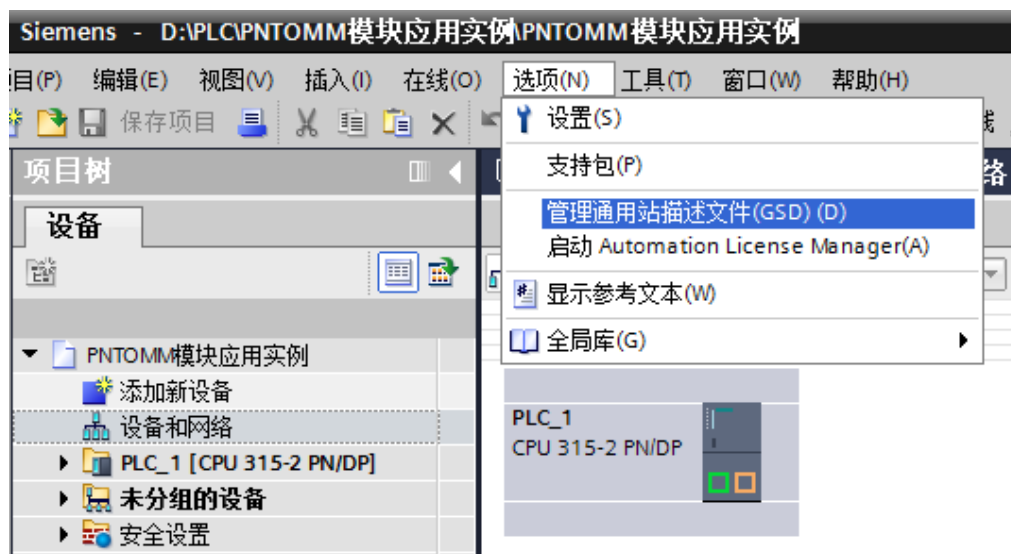 Siemens - D:\PLC\PNTOMM模块应用实例\PNTOMM模块应用实例
目(P) 编辑(E) 视图(V) 插入(I) 在线(O) 选项(N) 工具(T) 窗口(W) 帮助(H)
保存项目
设置(S)
支持包(P)
管理通用站描述文件(GSD) (D)
启动 Automation License Manager(A)
显示参考文本(W)
全局库(G)
络
项目树
设备
PNTOMM模块应用实例
添加新设备
设备和网络
PLC_1 [CPU 315-2 PN/DP]
未分组的设备
安全设置
PLC_1
CPU 315-2 PN/DP